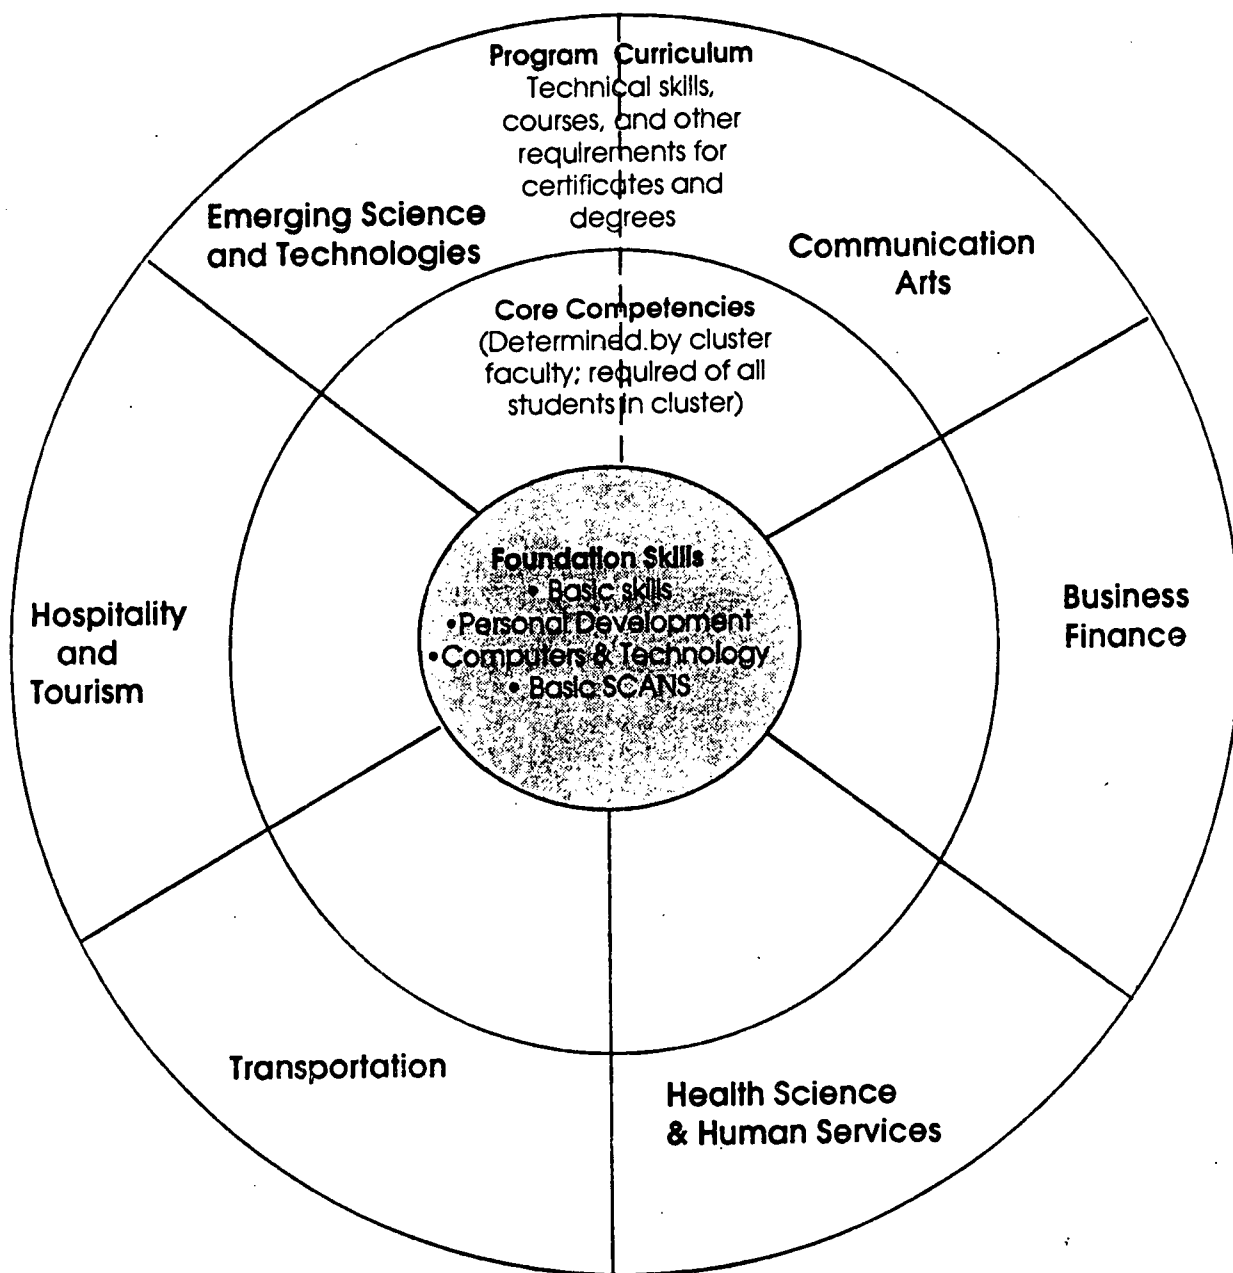 Program Curriculum
Technical skills,
courses, and other
requirements for
certificates and
degrees
Emerging Science
and Technologies
Communication
Arts
Core Competencies
(Determined by cluster
faculty; required of all
students in cluster)
Foundation Skills
• Basic skills
•Personal Development
•Computers & Technology
• Basic SCANS
Hospitality
and
Tourism
Business
Finance
Transportation
Health Science
& Human Services